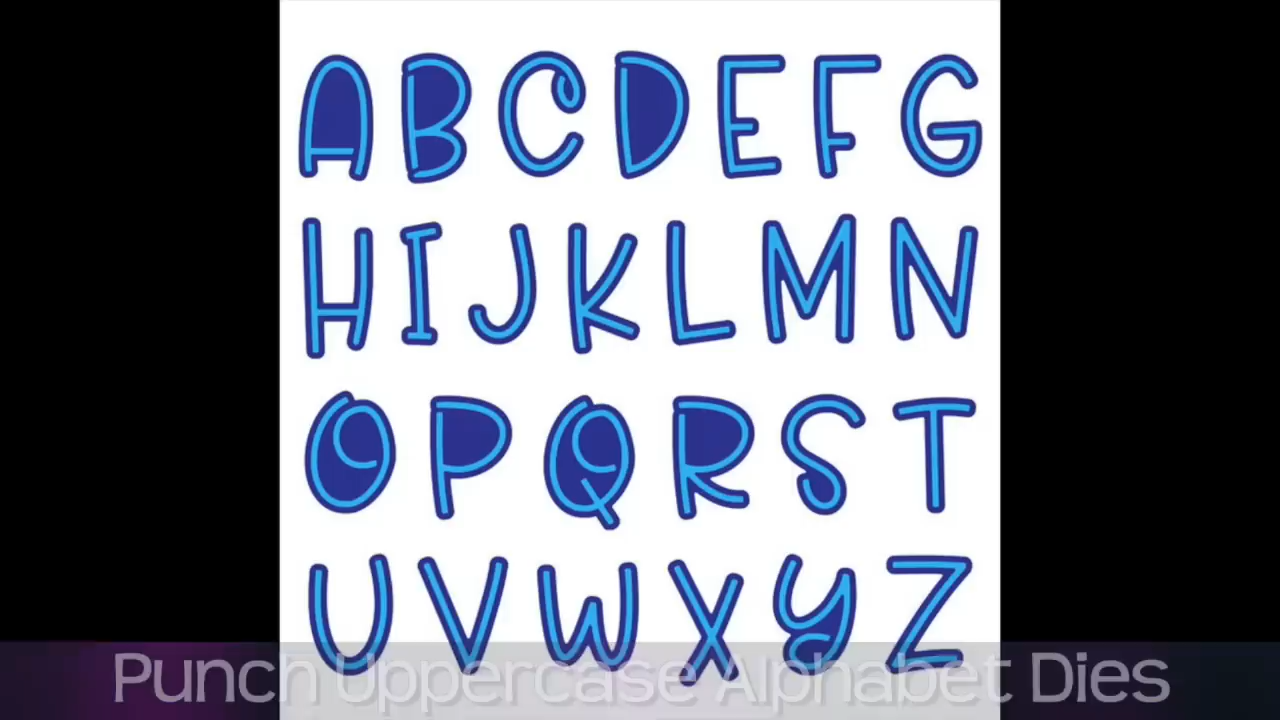 ABCDEFG
HIJKLMN
OPQRST
UVWXYZ
Punch Uppercase Alphabet Dies